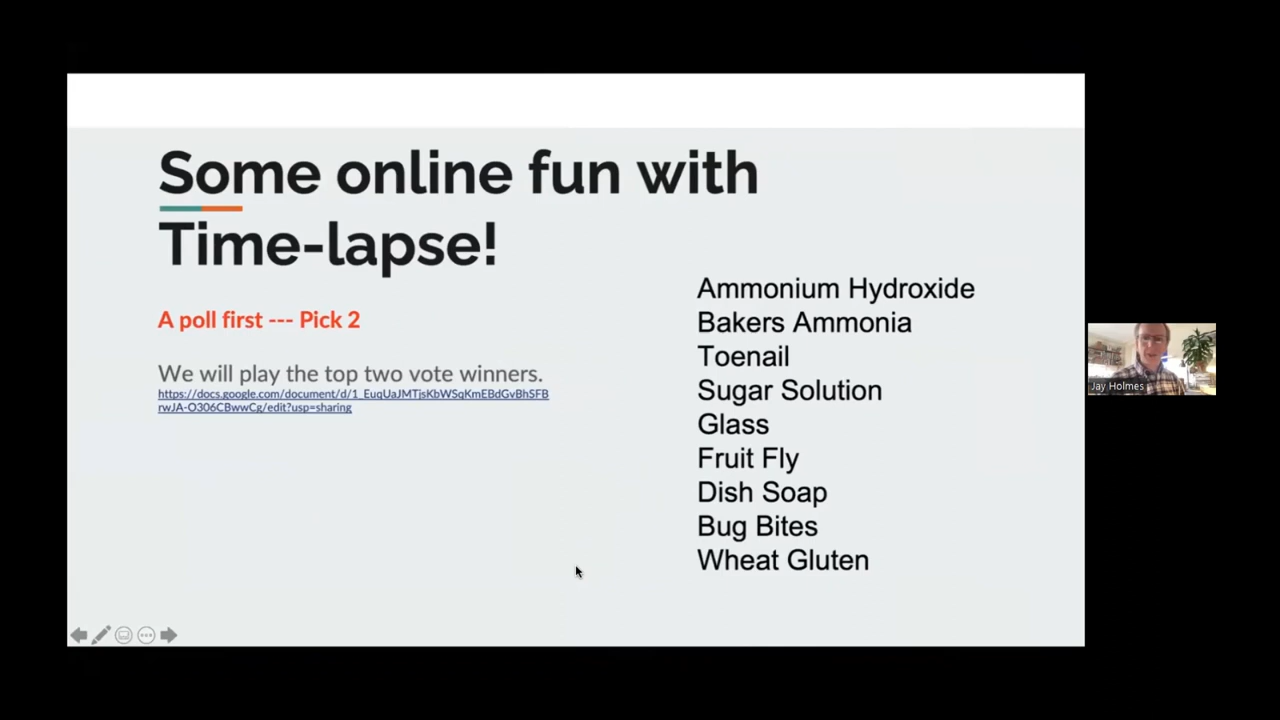 Some online fun with
Time-lapse!
A poll first --- Pick 2
We will play the top two vote winners.
https://docs.google.com/document/d/1_EuqUaJMTjsKbWSqKmEBdGvBhSFB
rwJA-O306CBwwCg/edit?usp=sharing
Ammonium Hydroxide
Bakers Ammonia
Toenail
Sugar Solution
Glass
Fruit Fly
Dish Soap
Bug Bites
Wheat Gluten
Jay Holmes